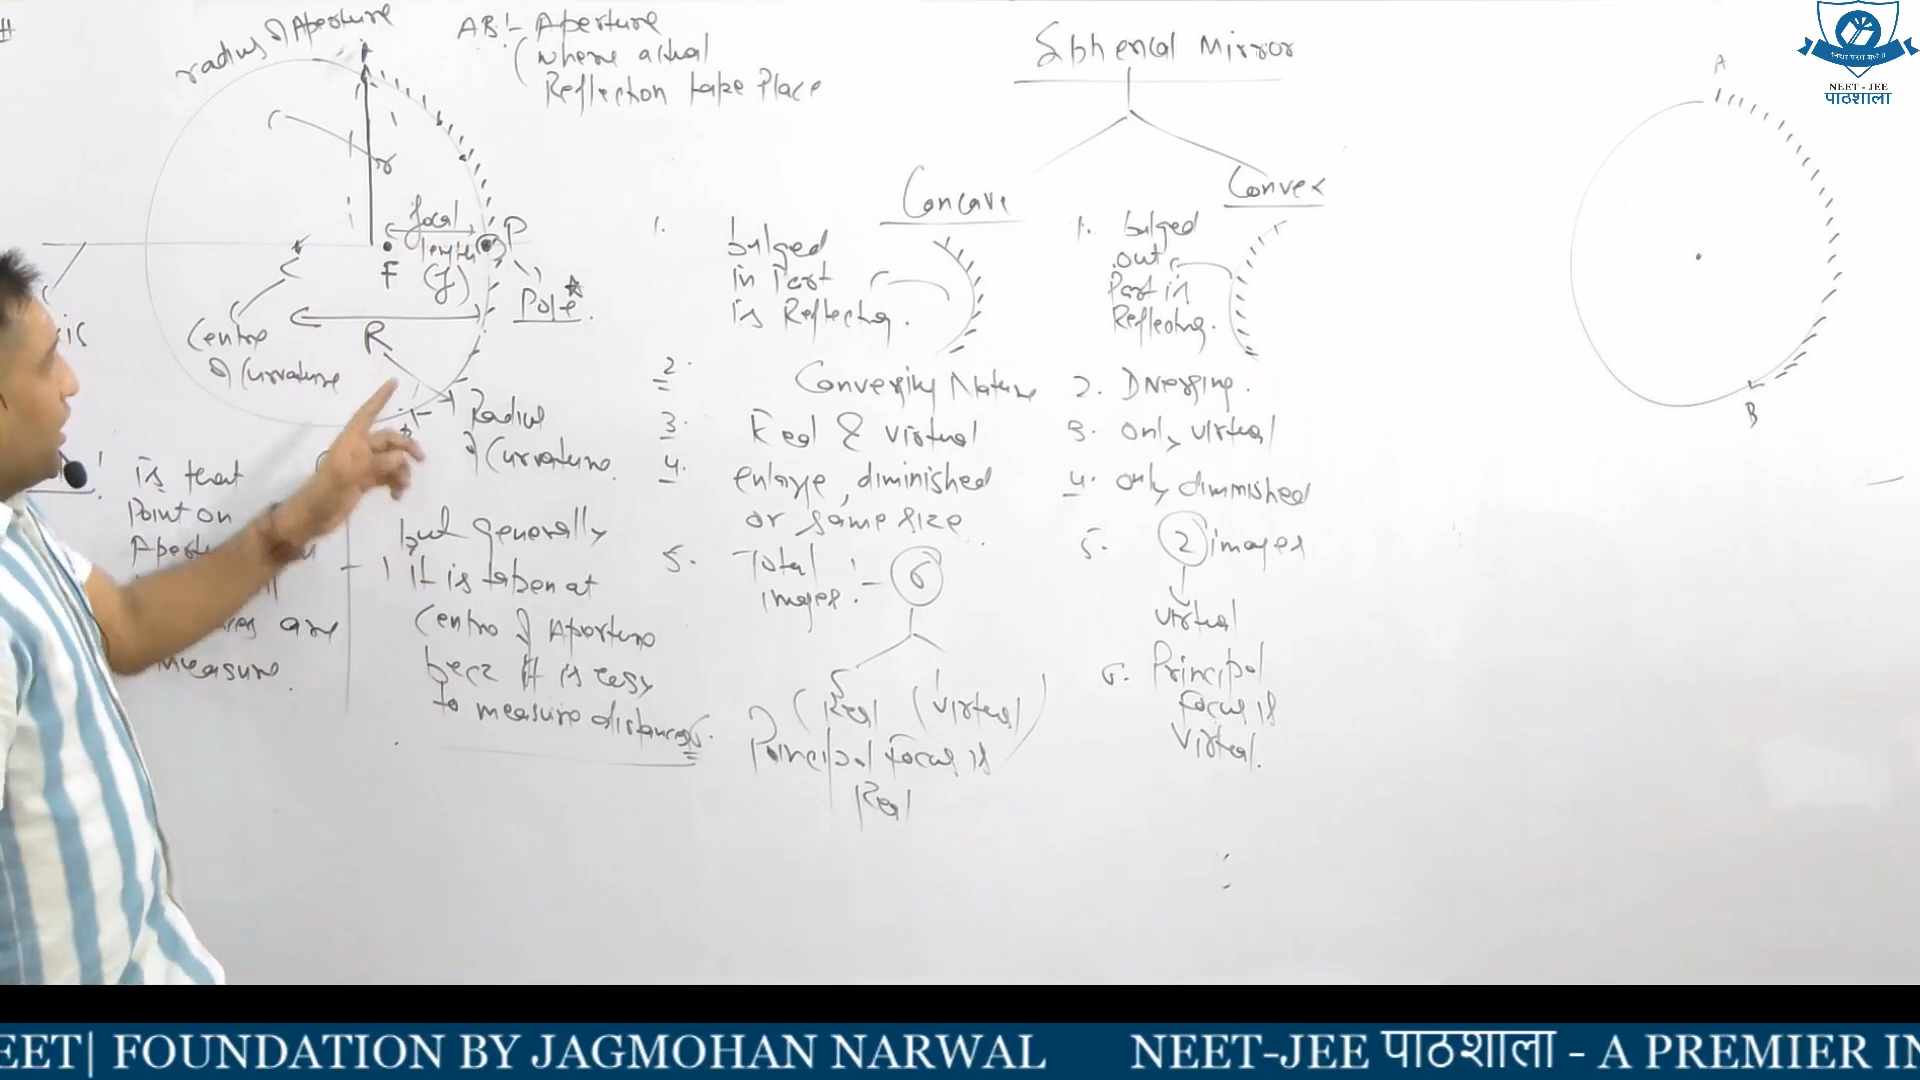 #
radius of Aperture
AB:- Aperture
(where actual
Reflection take place
r
focal
length
(f)
P
F
Pole
Centre
of Curvature
R
Radius
of Curvature.
is that
Point on
are
measure.
but generally
it is taken at
Centre of Aperture
becz it is easy
to measure distances.
Spherical Mirror
Concave
1. bulged
in Part
is Reflecting.
2. Converging Nature
3. Real & virtual
4. enlarge, diminished
or same size
5. Total
images :- 6
(Real (virtual)
6. Principal Focus is
Real
Convex
1. bulged
out
Part is
Reflecting.
2. Diverging.
3. only virtual
4. only diminished
5. 2 images
virtual
6. Principal
Focus is
Virtual.
A
B
NEET - JEE
पाठशाला
EET| FOUNDATION BY JAGMOHAN NARWAL NEET-JEE पाठशाला - A PREMIER IN